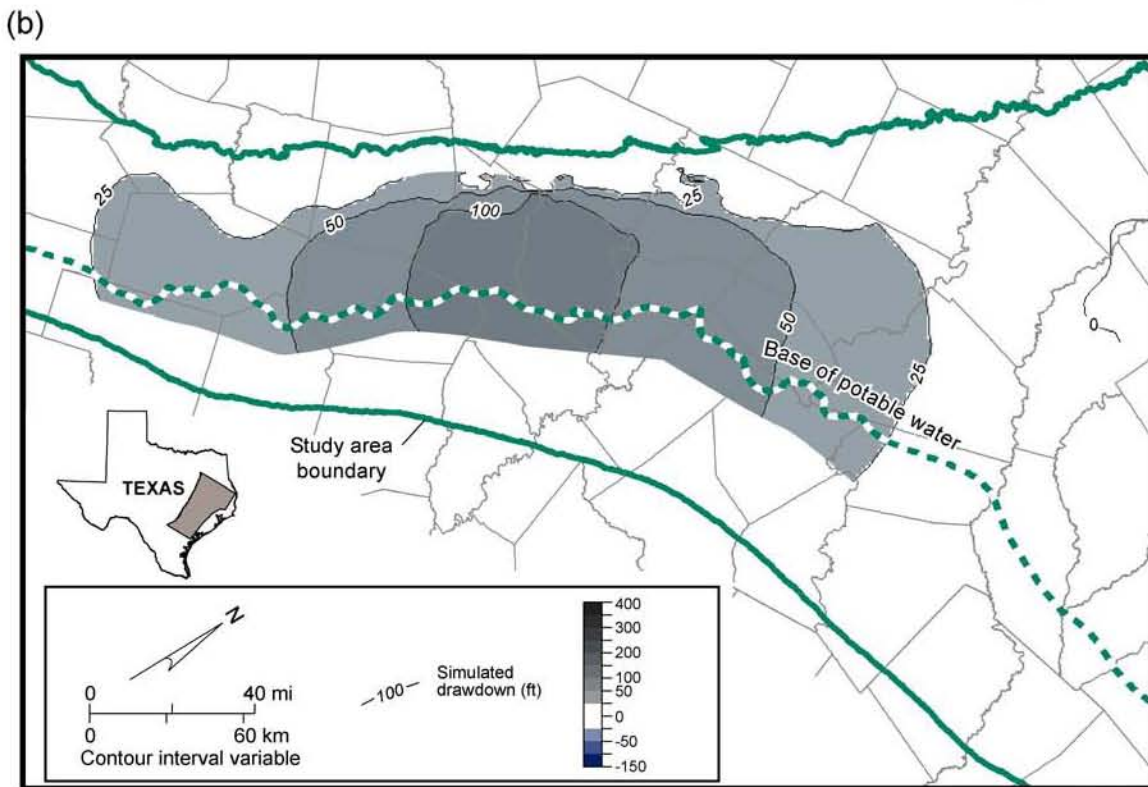 (b)
25
50
100
25
0
50
25
Base of potable water
Study area
boundary
TEXAS
N
0 40 mi
0 60 km
Contour interval variable
100
Simulated
drawdown (ft)
400
300
200
100
50
0
-50
-150